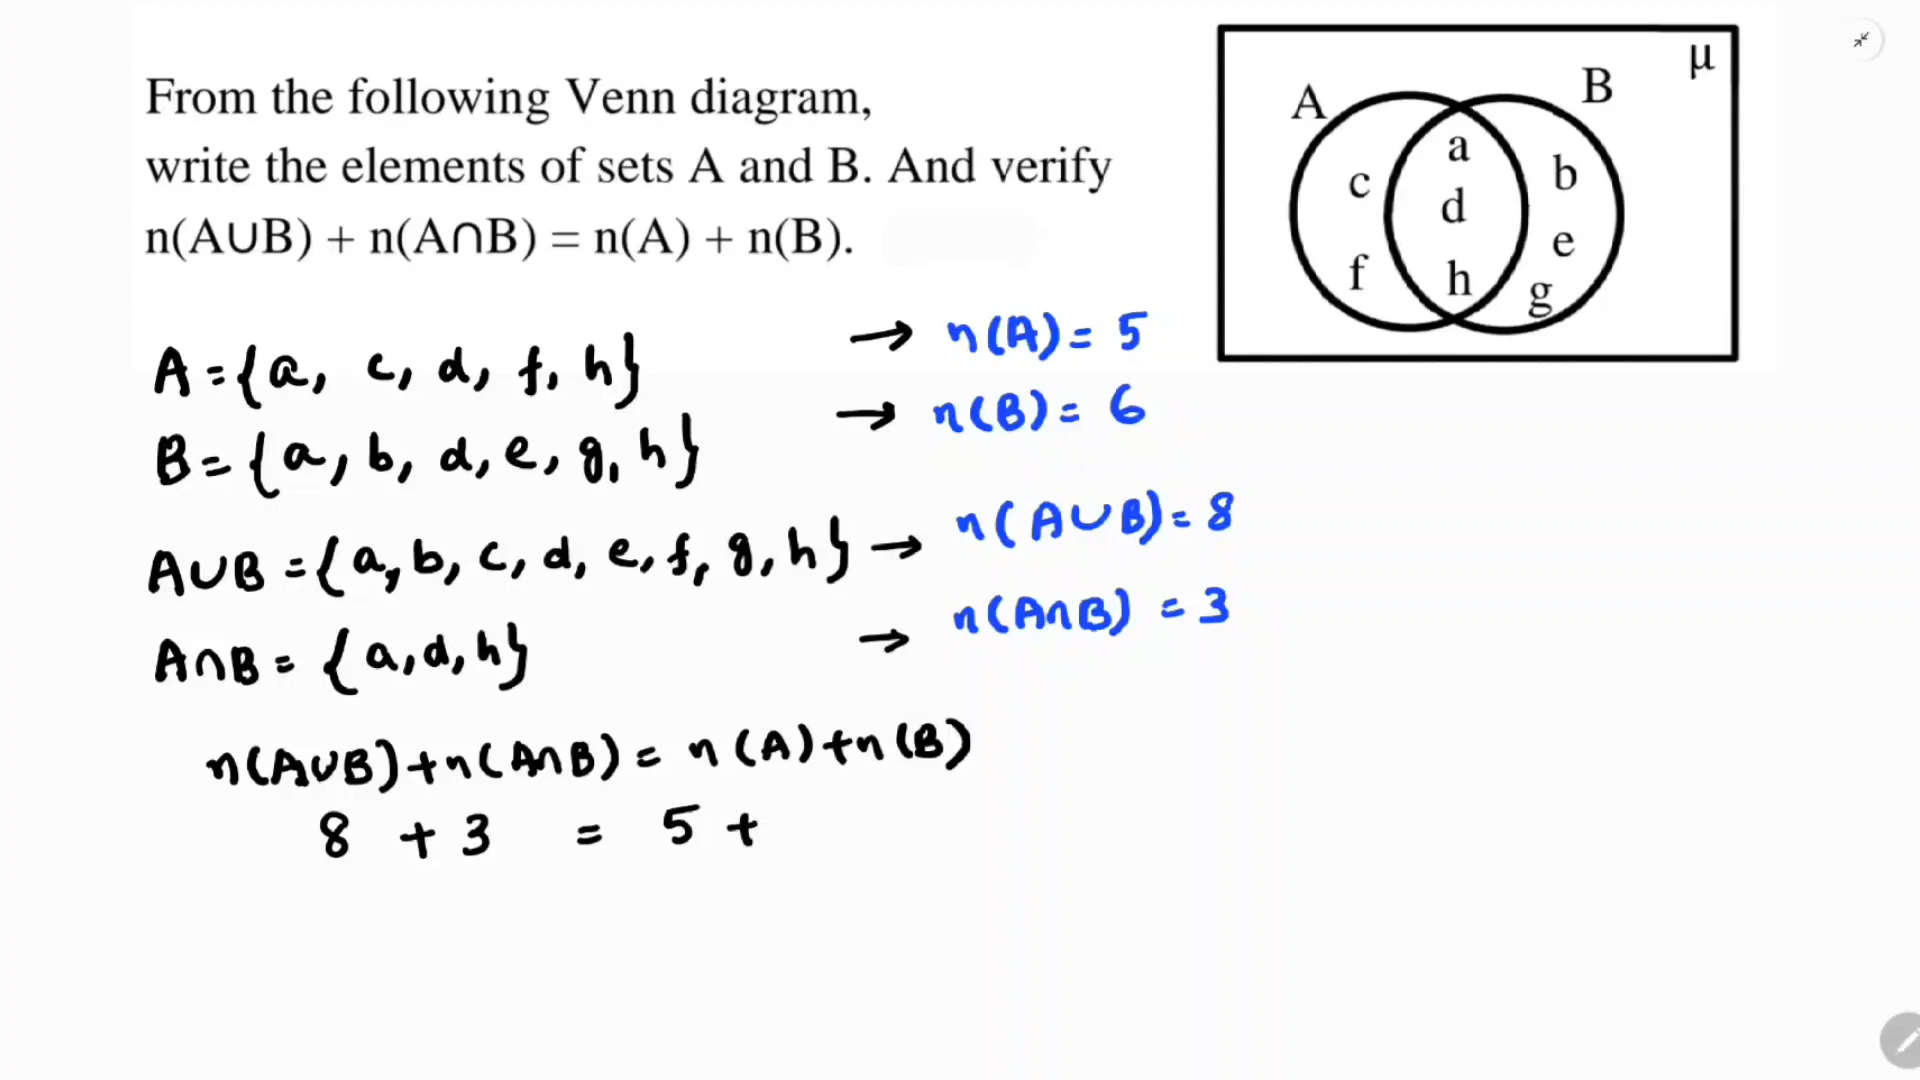 From the following Venn diagram,
write the elements of sets A and B. And verify
n(A∪B) + n(A∩B) = n(A) + n(B).
μ
A
B
a
c
b
d
e
f
h
g
A = {a, c, d, f, h}
→ n(A) = 5
B = {a, b, d, e, g, h}
→ n(B) = 6
A∪B = {a, b, c, d, e, f, g, h} → n(A∪B) = 8
A∩B = {a, d, h}
→ n(A∩B) = 3
n(A∪B) + n(A∩B) = n(A) + n(B)
8 + 3 = 5 +